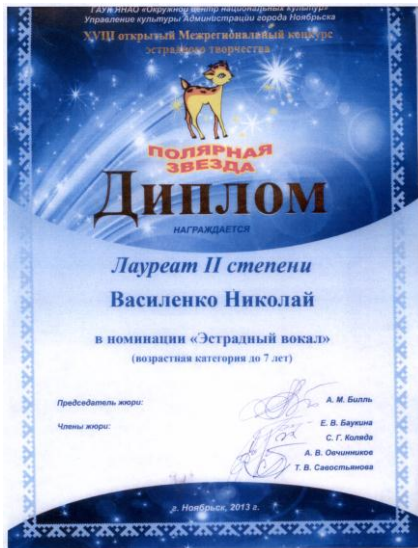 ГАУК ЯНАО «Окружной центр национальных культур»
Управление культуры Администрации города Ноябрьска
XVIII открытый Межрегиональный конкурс
эстрадного творчества
ПОЛЯРНАЯ
ЗВЕЗДА
Диплом
НАГРАЖДАЕТСЯ
Лауреат II степени
Василенко Николай
в номинации «Эстрадный вокал»
(возрастная категория до 7 лет)
Председатель жюри: А. М. Билль
Члены жюри: Е. В. Баукина
С. Г. Коляда
А. В. Овчинников
Т. В. Савостьянова
г. Ноябрьск, 2013 г.